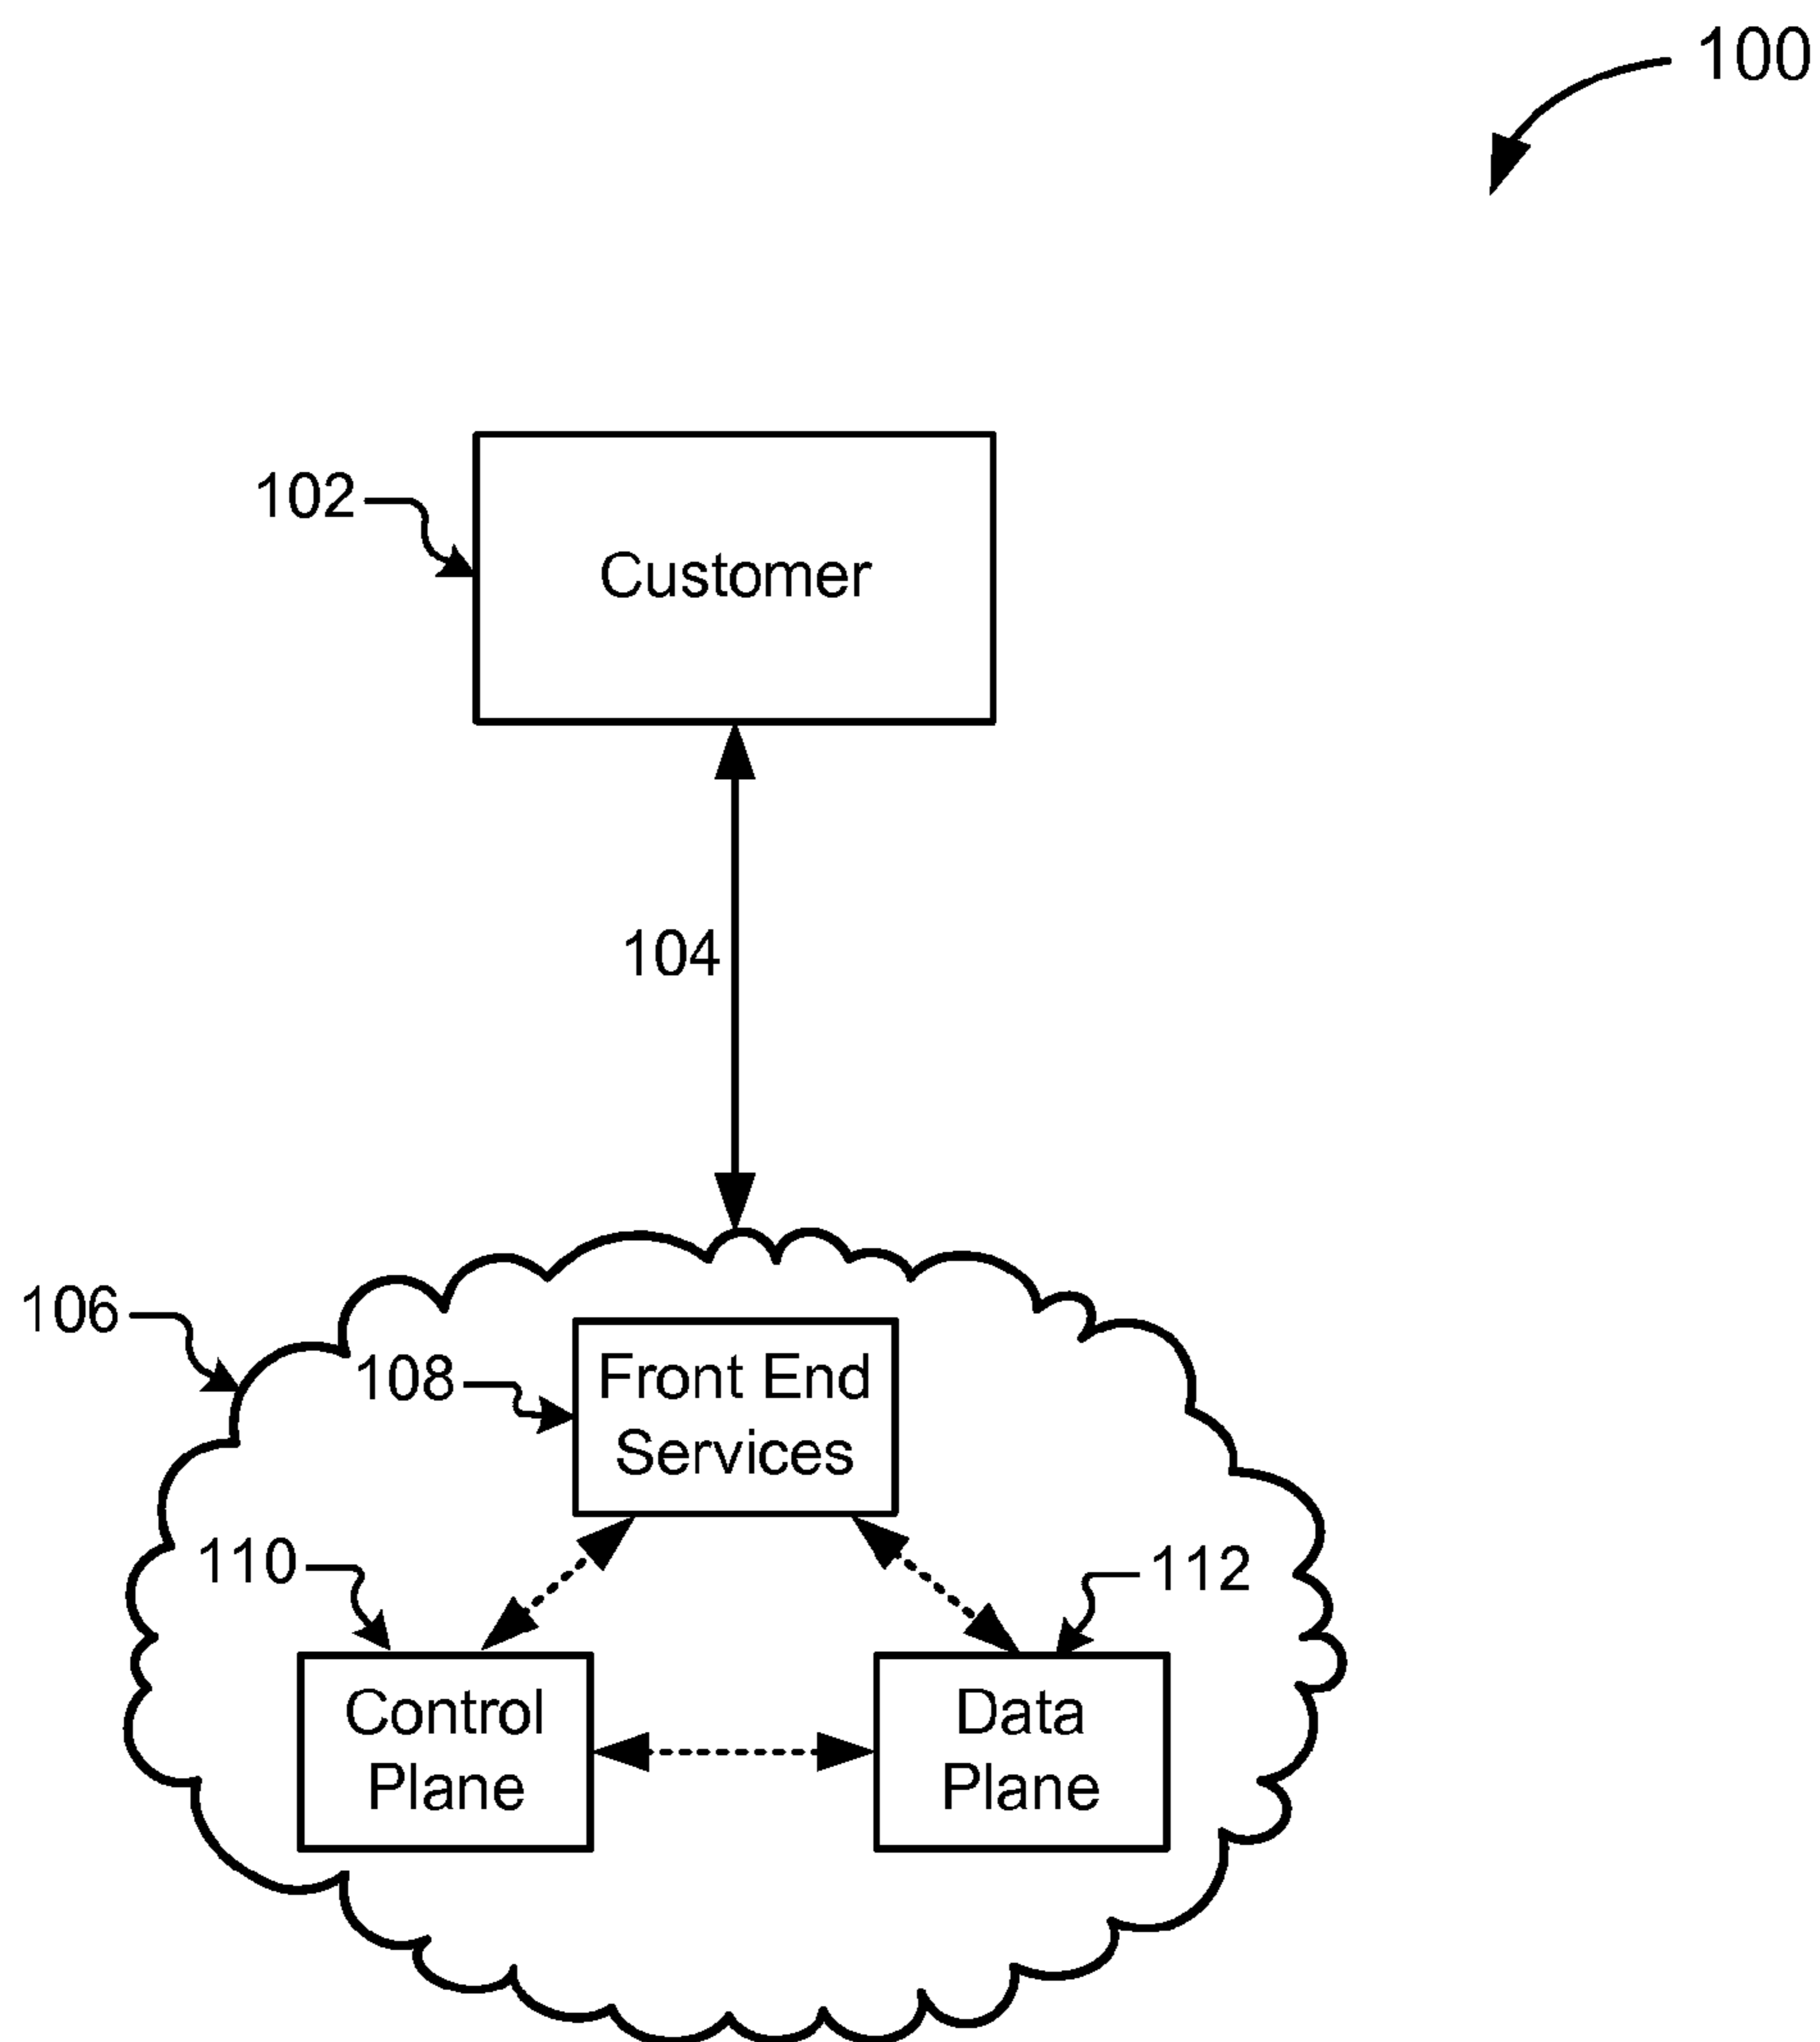 100
102
Customer
104
106
108
Front End
Services
110
112
Control
Plane
Data
Plane